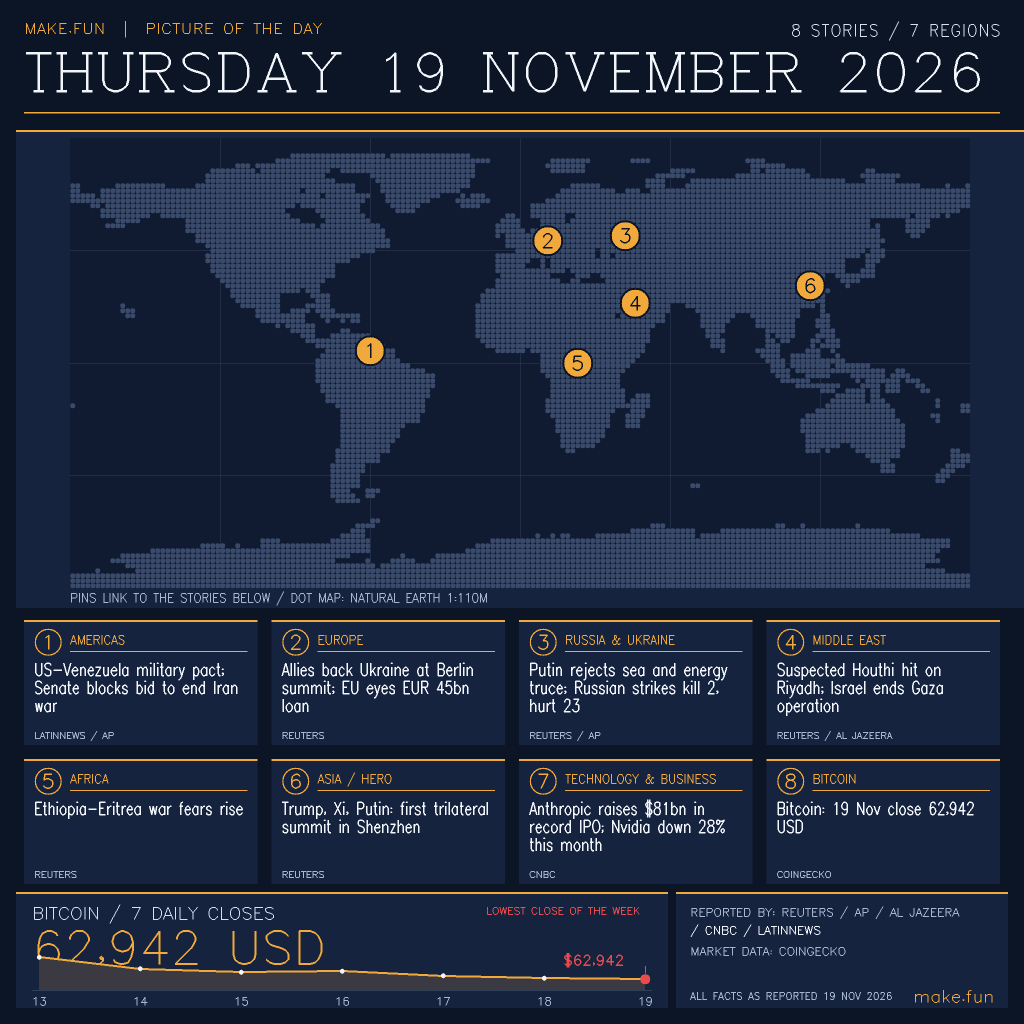 MAKE.FUN | PICTURE OF THE DAY
8 STORIES / 7 REGIONS
THURSDAY 19 NOVEMBER 2026
1
2
3
4
5
6
PINS LINK TO THE STORIES BELOW / DOT MAP: NATURAL EARTH 1:110M
1 AMERICAS
US-Venezuela military pact;
Senate blocks bid to end Iran
war
LATINNEWS / AP
2 EUROPE
Allies back Ukraine at Berlin
summit; EU eyes EUR 45bn
loan
REUTERS
3 RUSSIA & UKRAINE
Putin rejects sea and energy
truce; Russian strikes kill 2,
hurt 23
REUTERS / AP
4 MIDDLE EAST
Suspected Houthi hit on
Riyadh; Israel ends Gaza
operation
REUTERS / AL JAZEERA
5 AFRICA
Ethiopia-Eritrea war fears rise
REUTERS
6 ASIA / HERO
Trump, Xi, Putin: first trilateral
summit in Shenzhen
REUTERS
7 TECHNOLOGY & BUSINESS
Anthropic raises $81bn in
record IPO; Nvidia down 28%
this month
CNBC
8 BITCOIN
Bitcoin: 19 Nov close 62,942
USD
COINGECKO
BITCOIN / 7 DAILY CLOSES
LOWEST CLOSE OF THE WEEK
62,942 USD
$62,942
13 14 15 16 17 18 19
REPORTED BY: REUTERS / AP / AL JAZEERA
/ CNBC / LATINNEWS
MARKET DATA: COINGECKO
ALL FACTS AS REPORTED 19 NOV 2026
make.fun